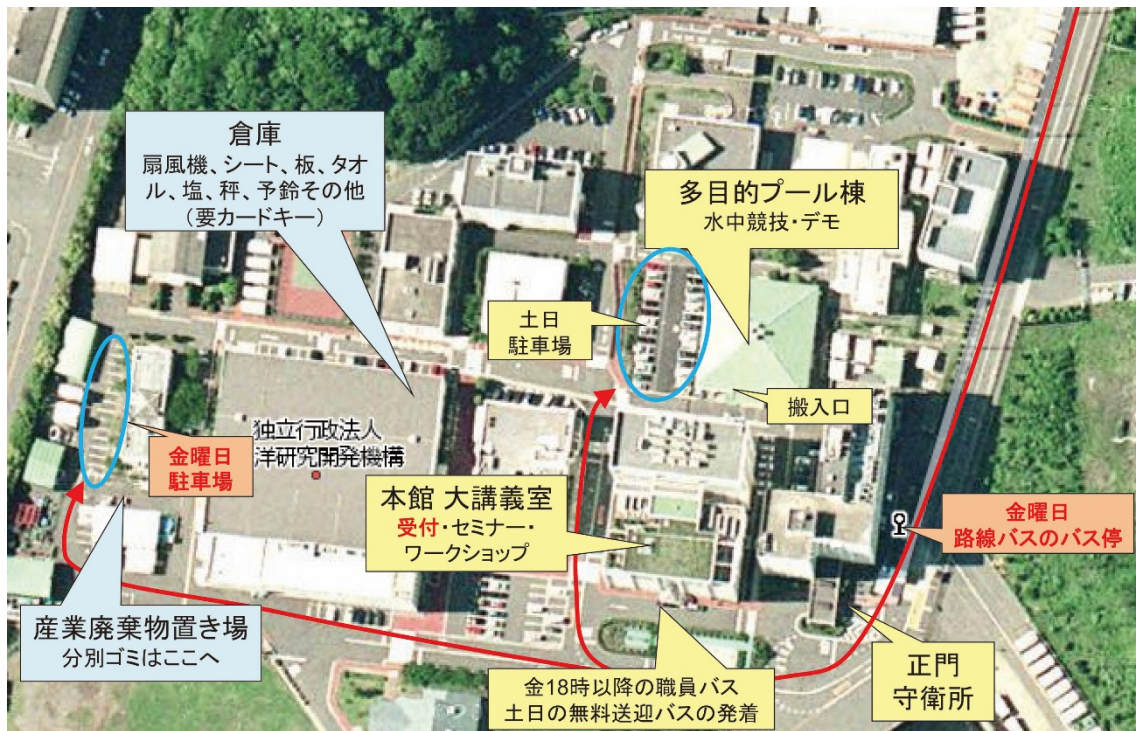 倉庫
扇風機、シート、板、タオ
ル、塩、秤、予鈴その他
(要カードキー)
多目的プール棟
水中競技・デモ
土日
駐車場
搬入口
独立行政法人
洋研究開発機構
金曜日
駐車場
本館 大講義室
受付・セミナー・
ワークショップ
金曜日
路線バスのバス停
産業廃棄物置き場
分別ゴミはここへ
金18時以降の職員バス
土日の無料送迎バスの発着
正門
守衛所